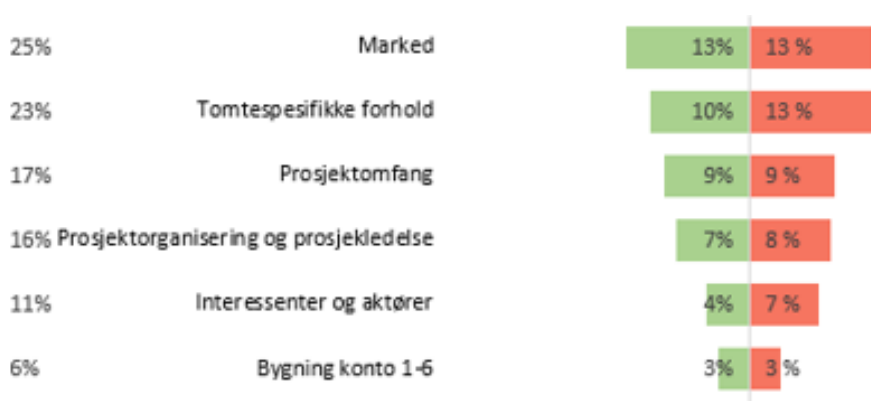 25% Marked 13% 13 %
23% Tomtespesifikke forhold 10% 13 %
17% Prosjektomfang 9% 9 %
16% Prosjektorganisering og prosjekledelse 7% 8 %
11% Interessenter og aktører 4% 7 %
6% Bygning konto 1-6 3% 3 %